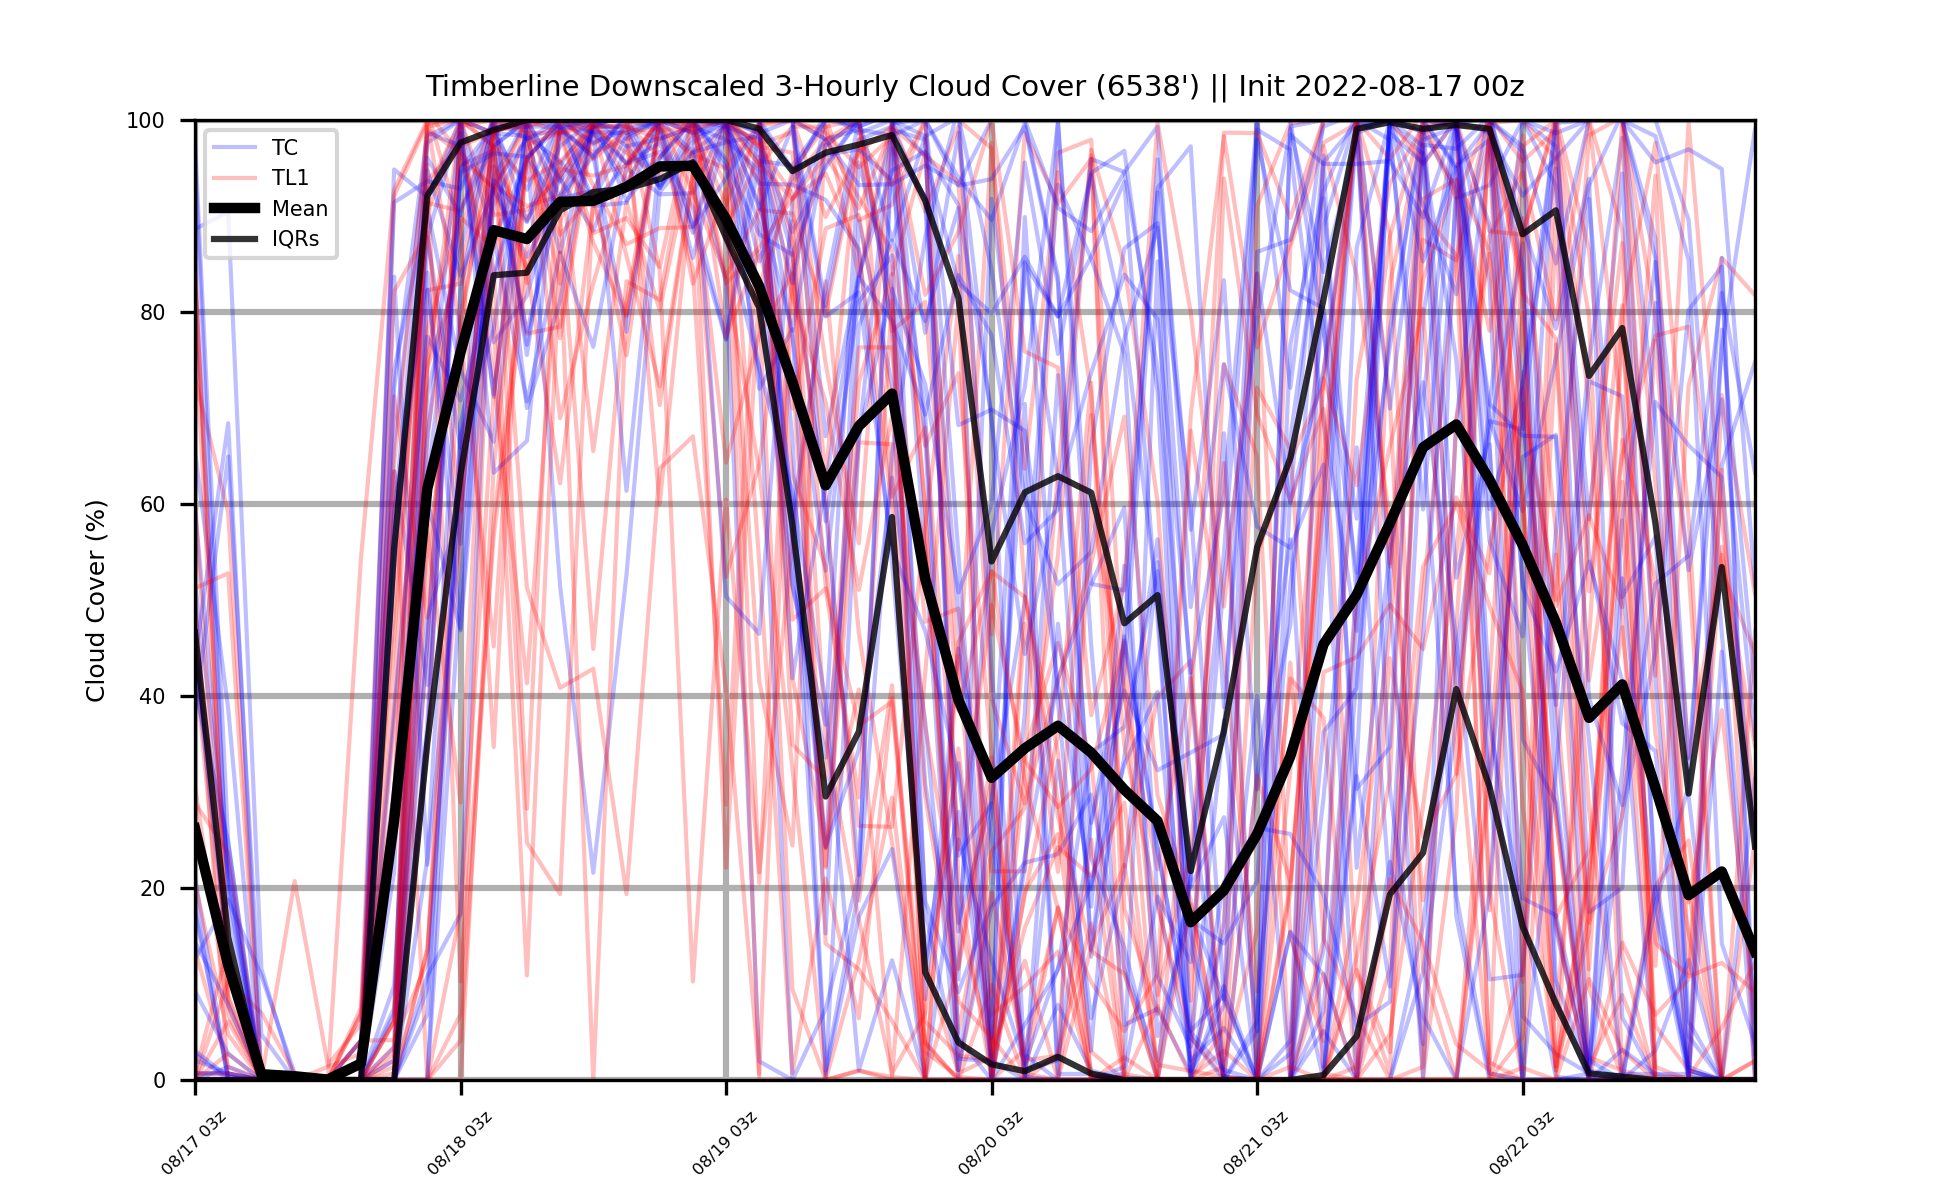 Timberline Downscaled 3-Hourly Cloud Cover (6538') || Init 2022-08-17 00z
TC
TL1
Mean
IQRs
Cloud Cover (%)
100
80
60
40
20
0
08/17 03z
08/18 03z
08/19 03z
08/20 03z
08/21 03z
08/22 03z